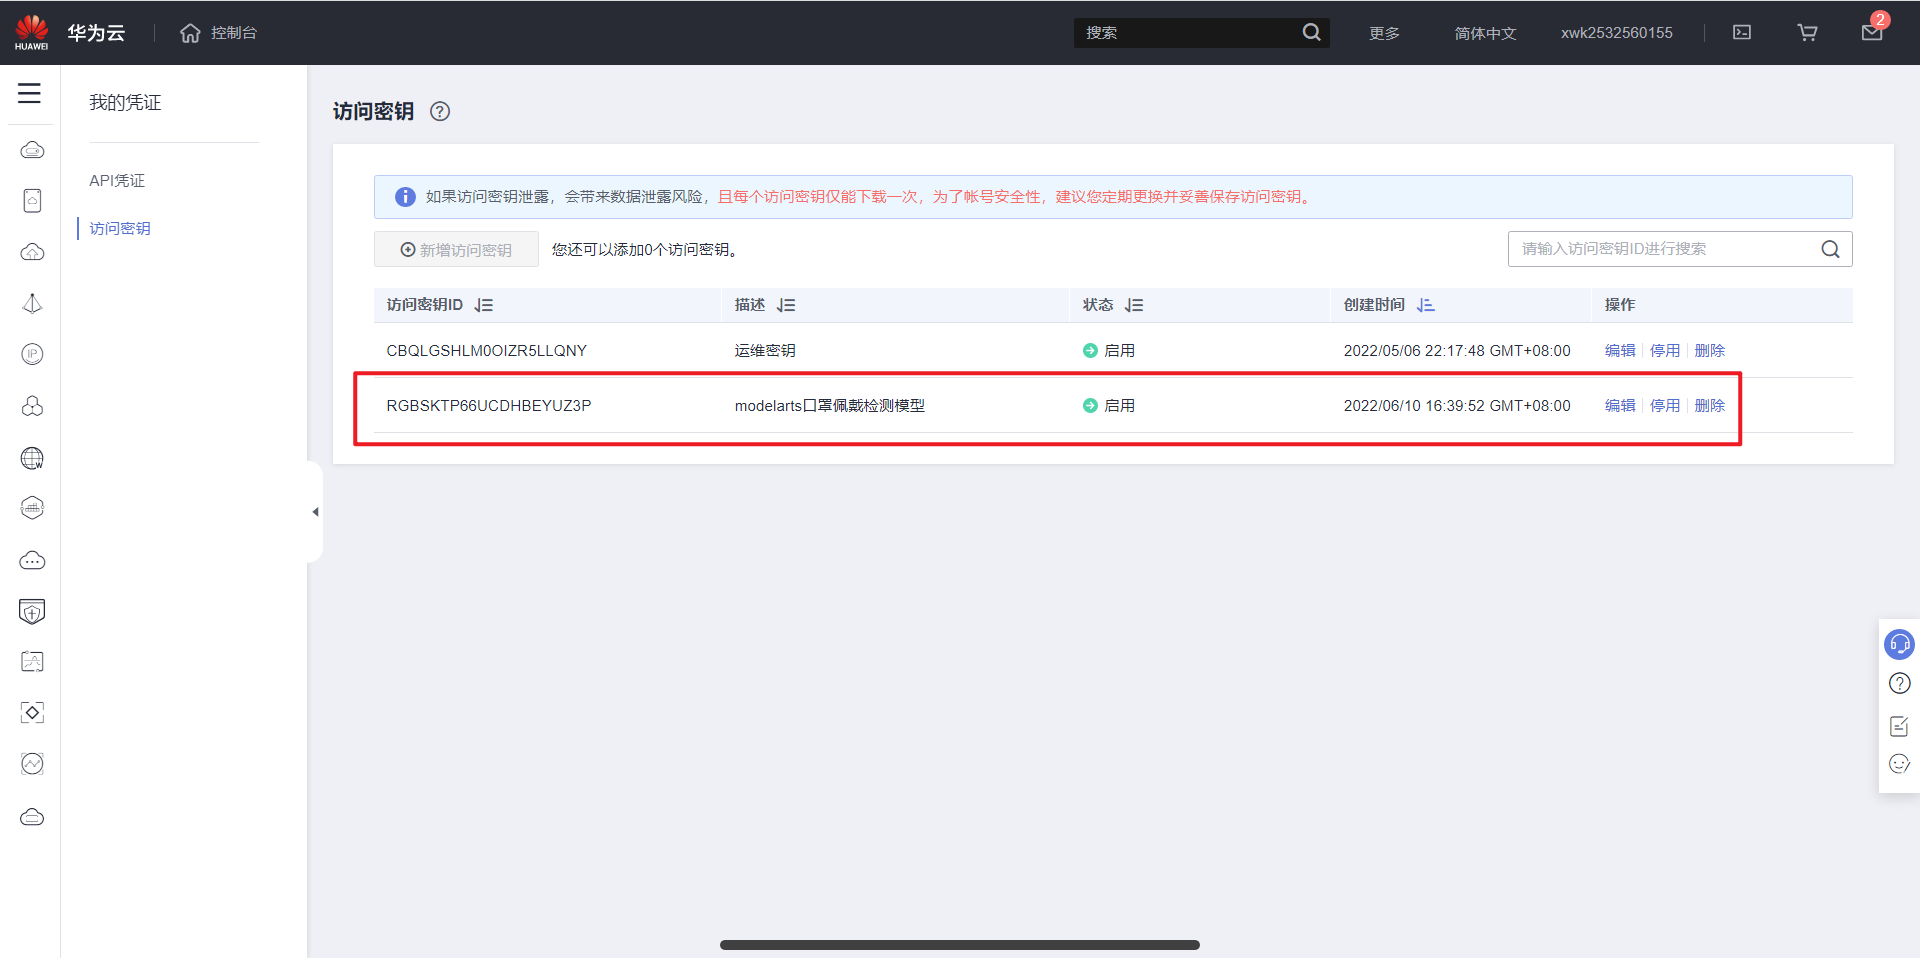 HUAWEI
华为云
控制台
搜索
更多
简体中文
xwk2532560155
2
我的凭证
API凭证
访问密钥
访问密钥
如果访问密钥泄露，会带来数据泄露风险，且每个访问密钥仅能下载一次，为了帐号安全性，建议您定期更换并妥善保存访问密钥。
新增访问密钥
您还可以添加0个访问密钥。
请输入访问密钥ID进行搜索
访问密钥ID 描述 状态 创建时间 操作
CBQLGSHLM0OIZR5LLQNY 运维密钥 启用 2022/05/06 22:17:48 GMT+08:00 编辑 停用 删除
RGBSKTP66UCDHBEYUZ3P modelarts口罩佩戴检测模型 启用 2022/06/10 16:39:52 GMT+08:00 编辑 停用 删除
IP
W